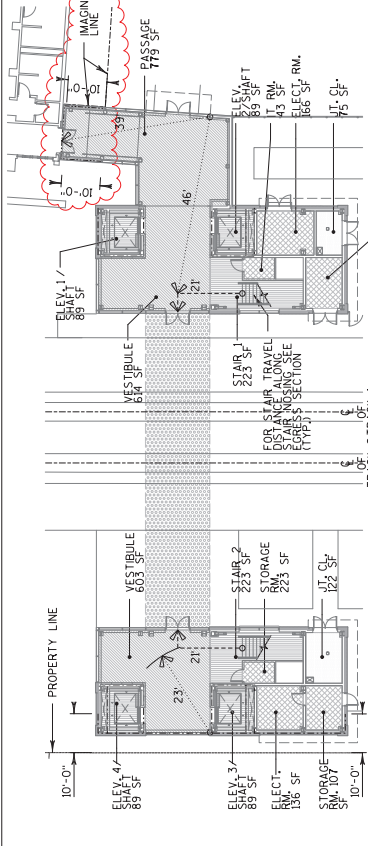 IMAGIN
LINE
10'-0"
PASSAGE
779 SF
39'
10'-0"
46'
ELEV.
2/SHAFT
89 SF
IT RM.
43 SF
ELECT. RM.
166 SF
JT. CL.
75 SF
ELEV. 1/
SHAFT
89 SF
VESTIBULE
614 SF
21'
STAIR 1
223 SF
FOR STAIR TRAVEL
DISTANCE ALONG
STAIR NOSING SEE
EGRESS SECTION
(TYP.)
OF
VESTIBULE
603 SF
STAIR 2
223 SF
STORAGE
RM.
223 SF
JT. CL.
122 SF
PROPERTY LINE
21'
23'
10'-0"
ELEV. 4/
SHAFT
89 SF
ELEV. 3/
SHAFT
89 SF
ELECT.
RM.
136 SF
STORAGE
RM. 107
SF
10'-0"